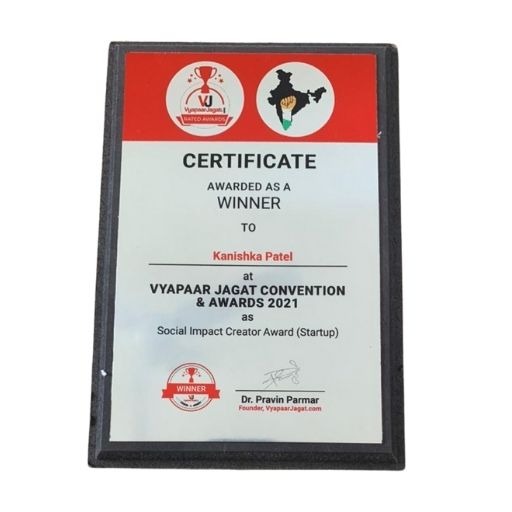 VJ
VyapaarJagat
RATED AWARDS
CERTIFICATE
AWARDED AS A
WINNER
TO
Kanishka Patel
at
VYAPAAR JAGAT CONVENTION
& AWARDS 2021
as
Social Impact Creator Award (Startup)
WINNER
Dr. Pravin Parmar
Founder, VyapaarJagat.com